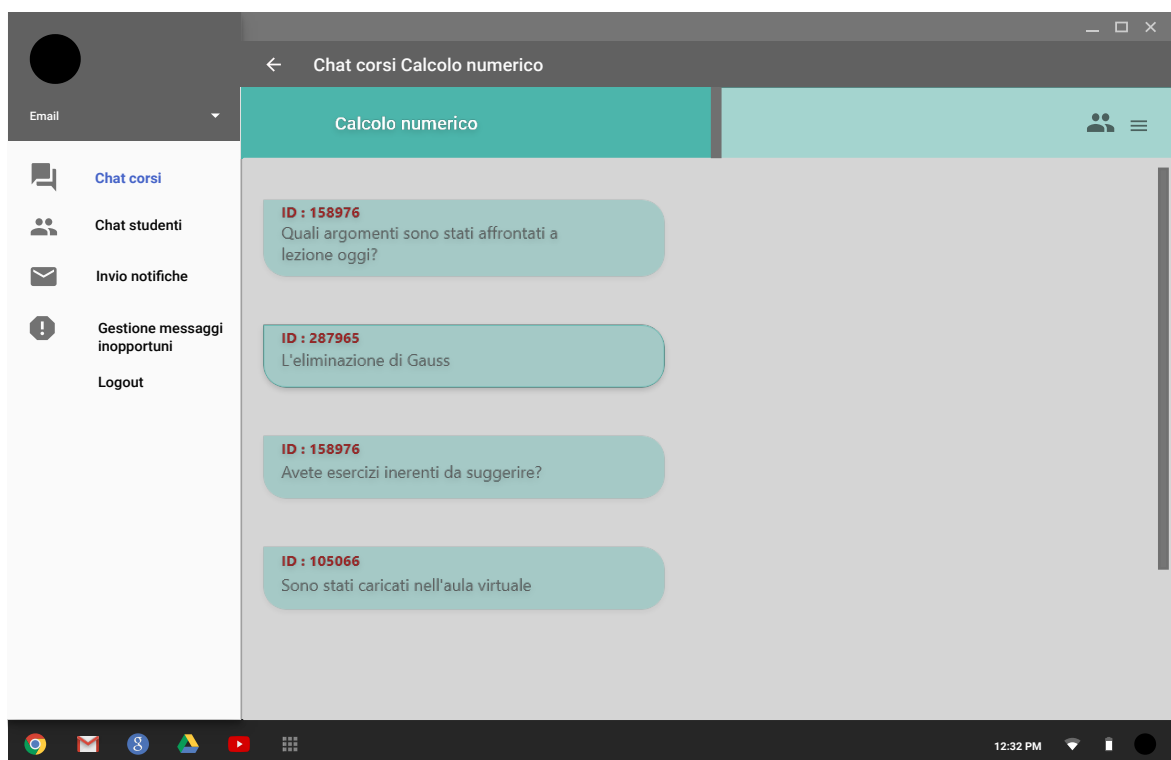 Chat corsi Calcolo numerico
Email
Calcolo numerico
Chat corsi
Chat studenti
Invio notifiche
Gestione messaggi
inopportuni
Logout
ID : 158976
Quali argomenti sono stati affrontati a
lezione oggi?
ID : 287965
L'eliminazione di Gauss
ID : 158976
Avete esercizi inerenti da suggerire?
ID : 105066
Sono stati caricati nell'aula virtuale
8
12:32 PM